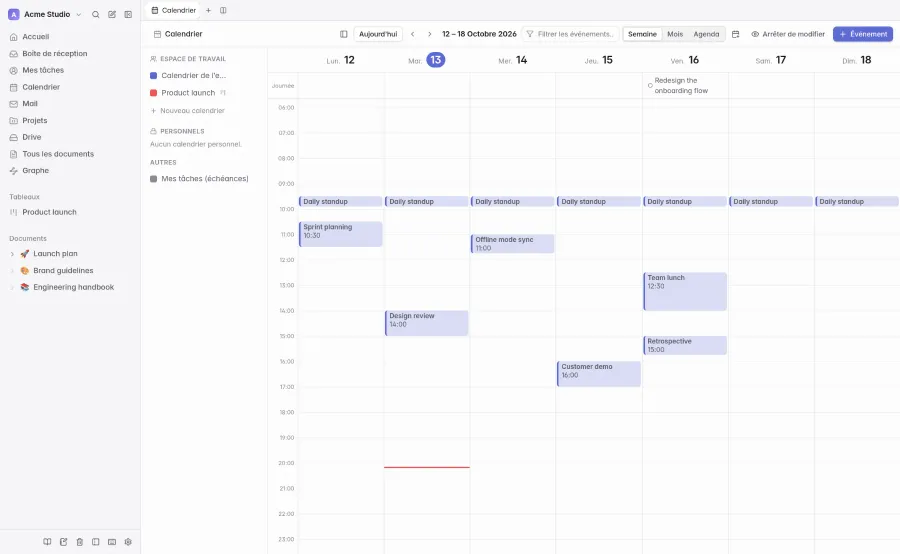 Acme Studio
Accueil
Boîte de réception
Mes tâches
Calendrier
Mail
Projets
Drive
Tous les documents
Graphe
Tableaux
Product launch
Documents
Launch plan
Brand guidelines
Engineering handbook
Calendrier
Calendrier
Aujourd'hui
12 – 18 Octobre 2026
Filtrer les événements…
Semaine
Mois
Agenda
Arrêter de modifier
Événement
ESPACE DE TRAVAIL
Calendrier de l'e…
Product launch
Nouveau calendrier
PERSONNELS
Aucun calendrier personnel.
AUTRES
Mes tâches (échéances)
Lun. 12
Mar. 13
Mer. 14
Jeu. 15
Ven. 16
Sam. 17
Dim. 18
Journée
Redesign the
onboarding flow
06:00
07:00
08:00
09:00
Daily standup
Daily standup
Daily standup
Daily standup
Daily standup
Daily standup
Daily standup
10:00
Sprint planning
10:30
11:00
Offline mode sync
11:00
12:00
Team lunch
12:30
13:00
14:00
Design review
14:00
15:00
Retrospective
15:00
16:00
Customer demo
16:00
17:00
18:00
19:00
20:00
21:00
22:00
23:00